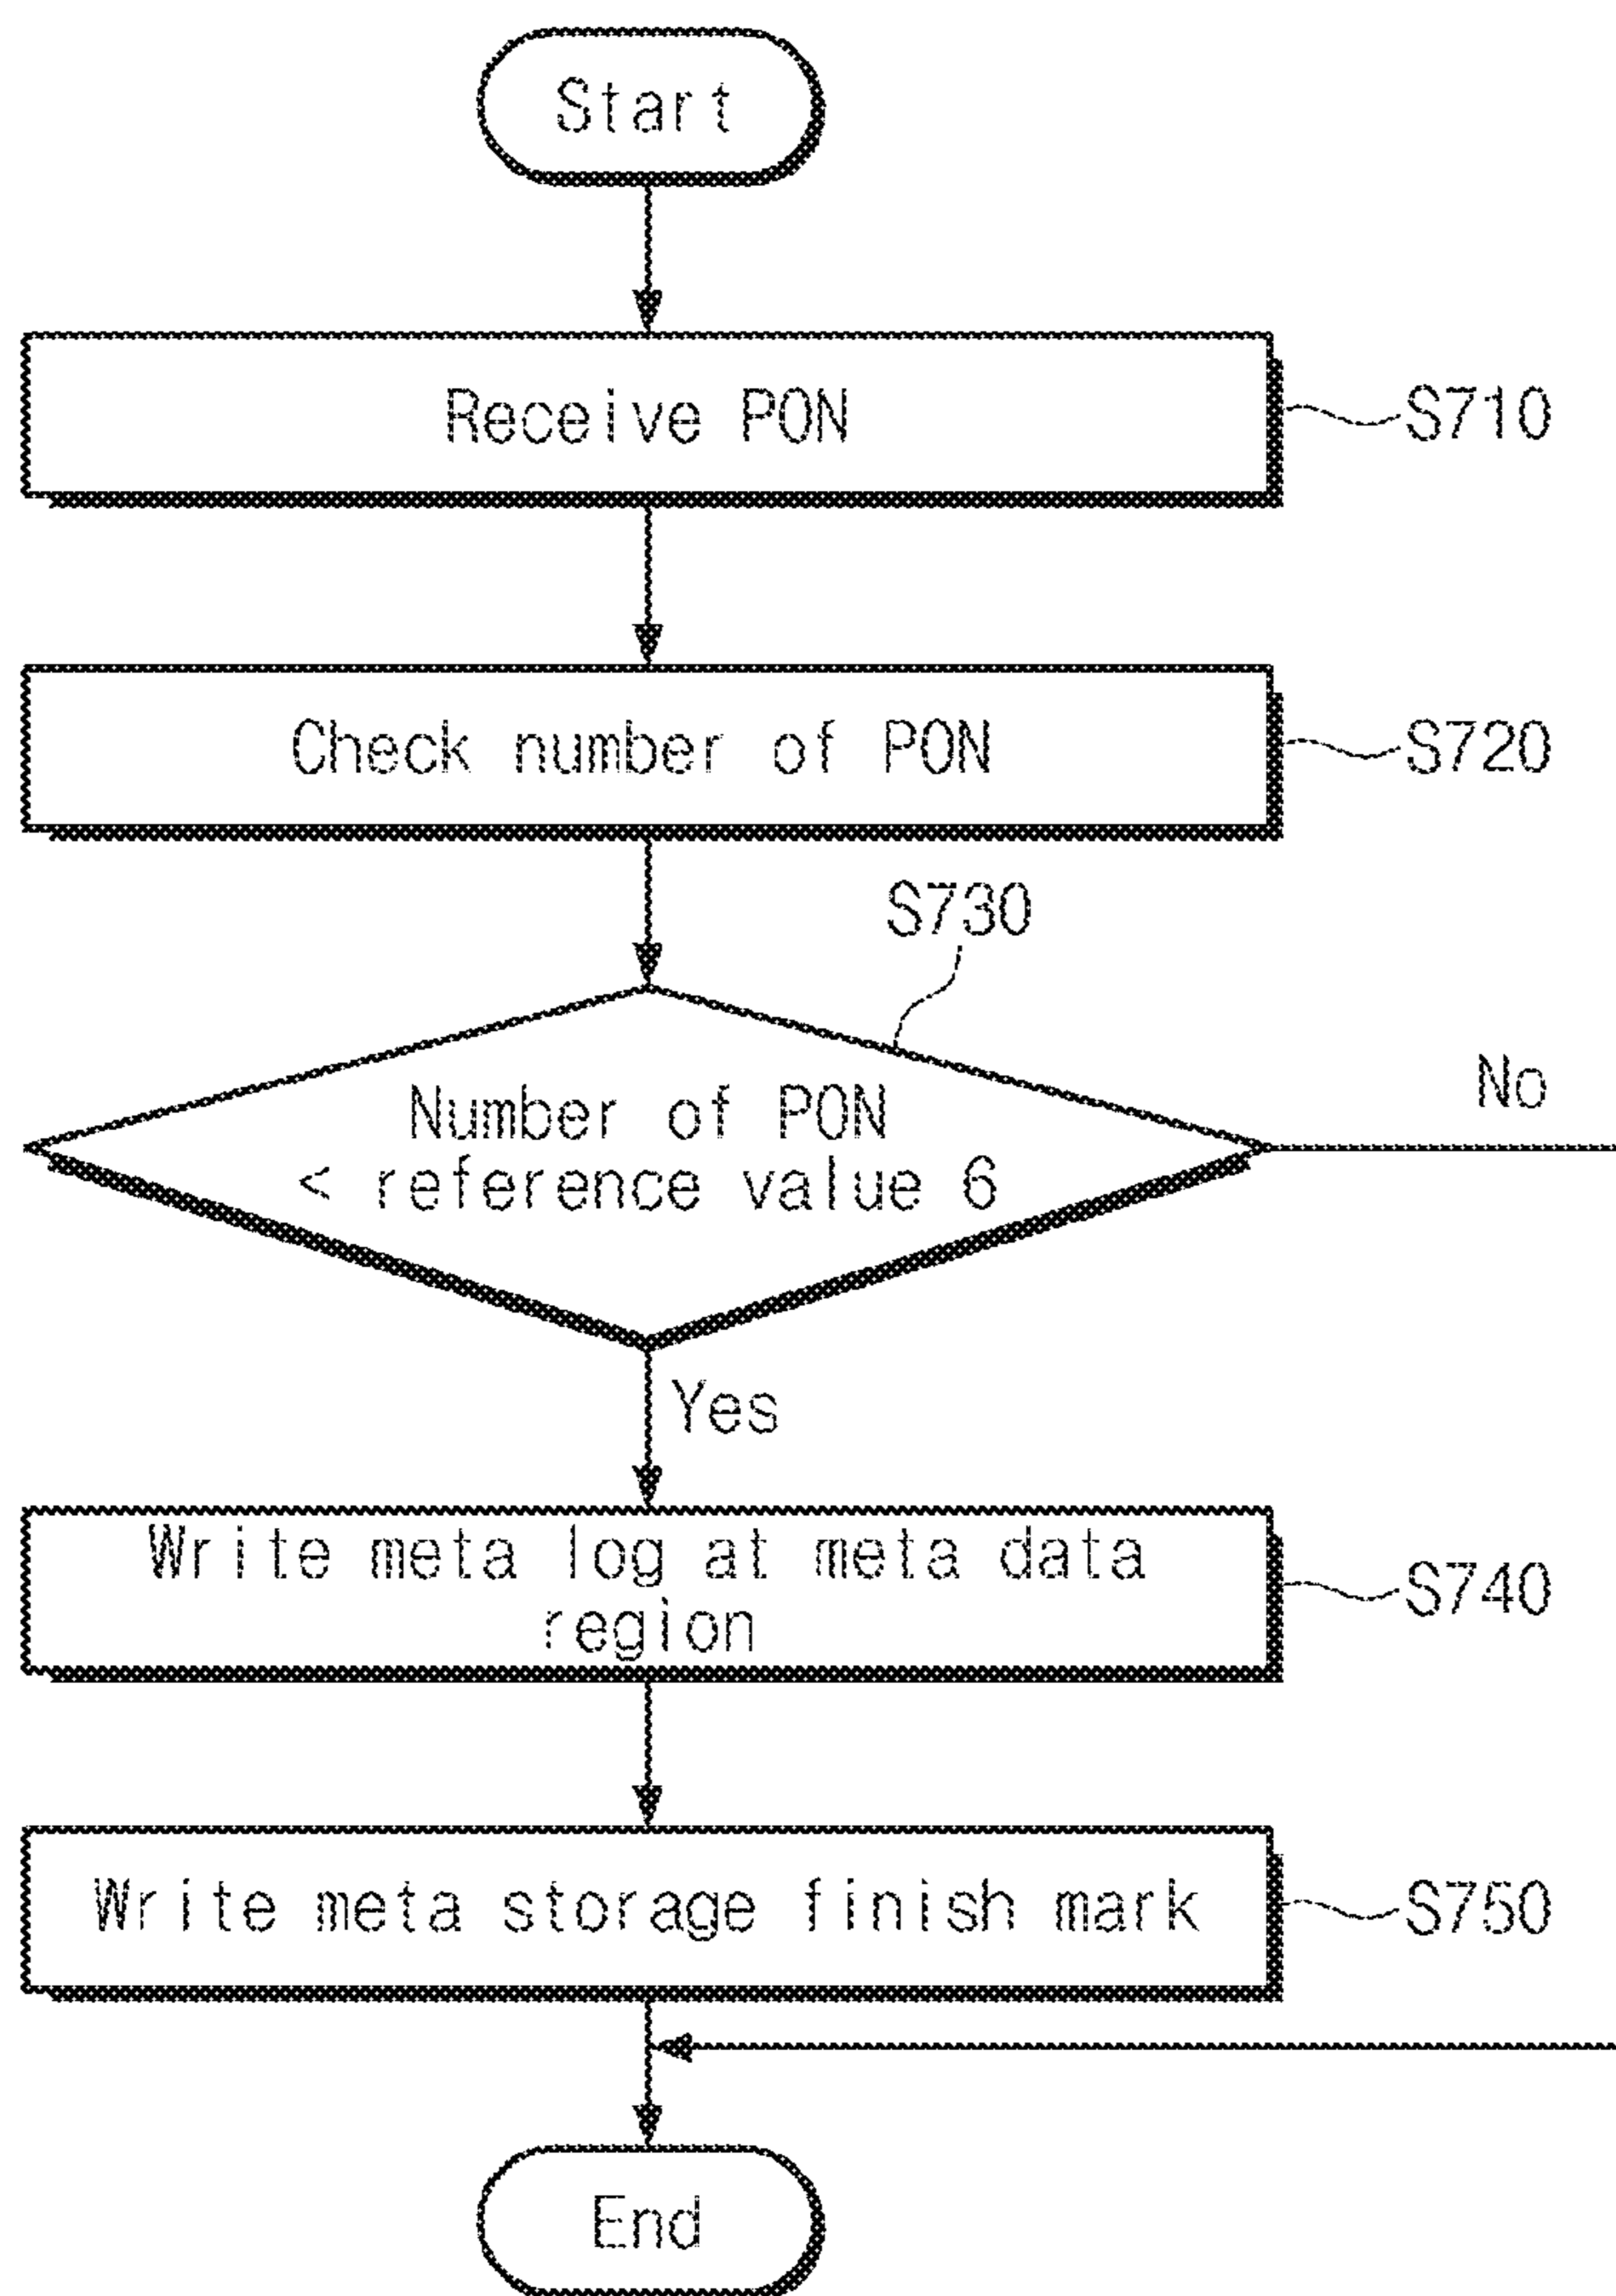 Start
Receive PON
S710
Check number of PON
S720
S730
Number of PON
< reference value 6
No
Yes
Write meta log at meta data
region
S740
Write meta storage finish mark
S750
End